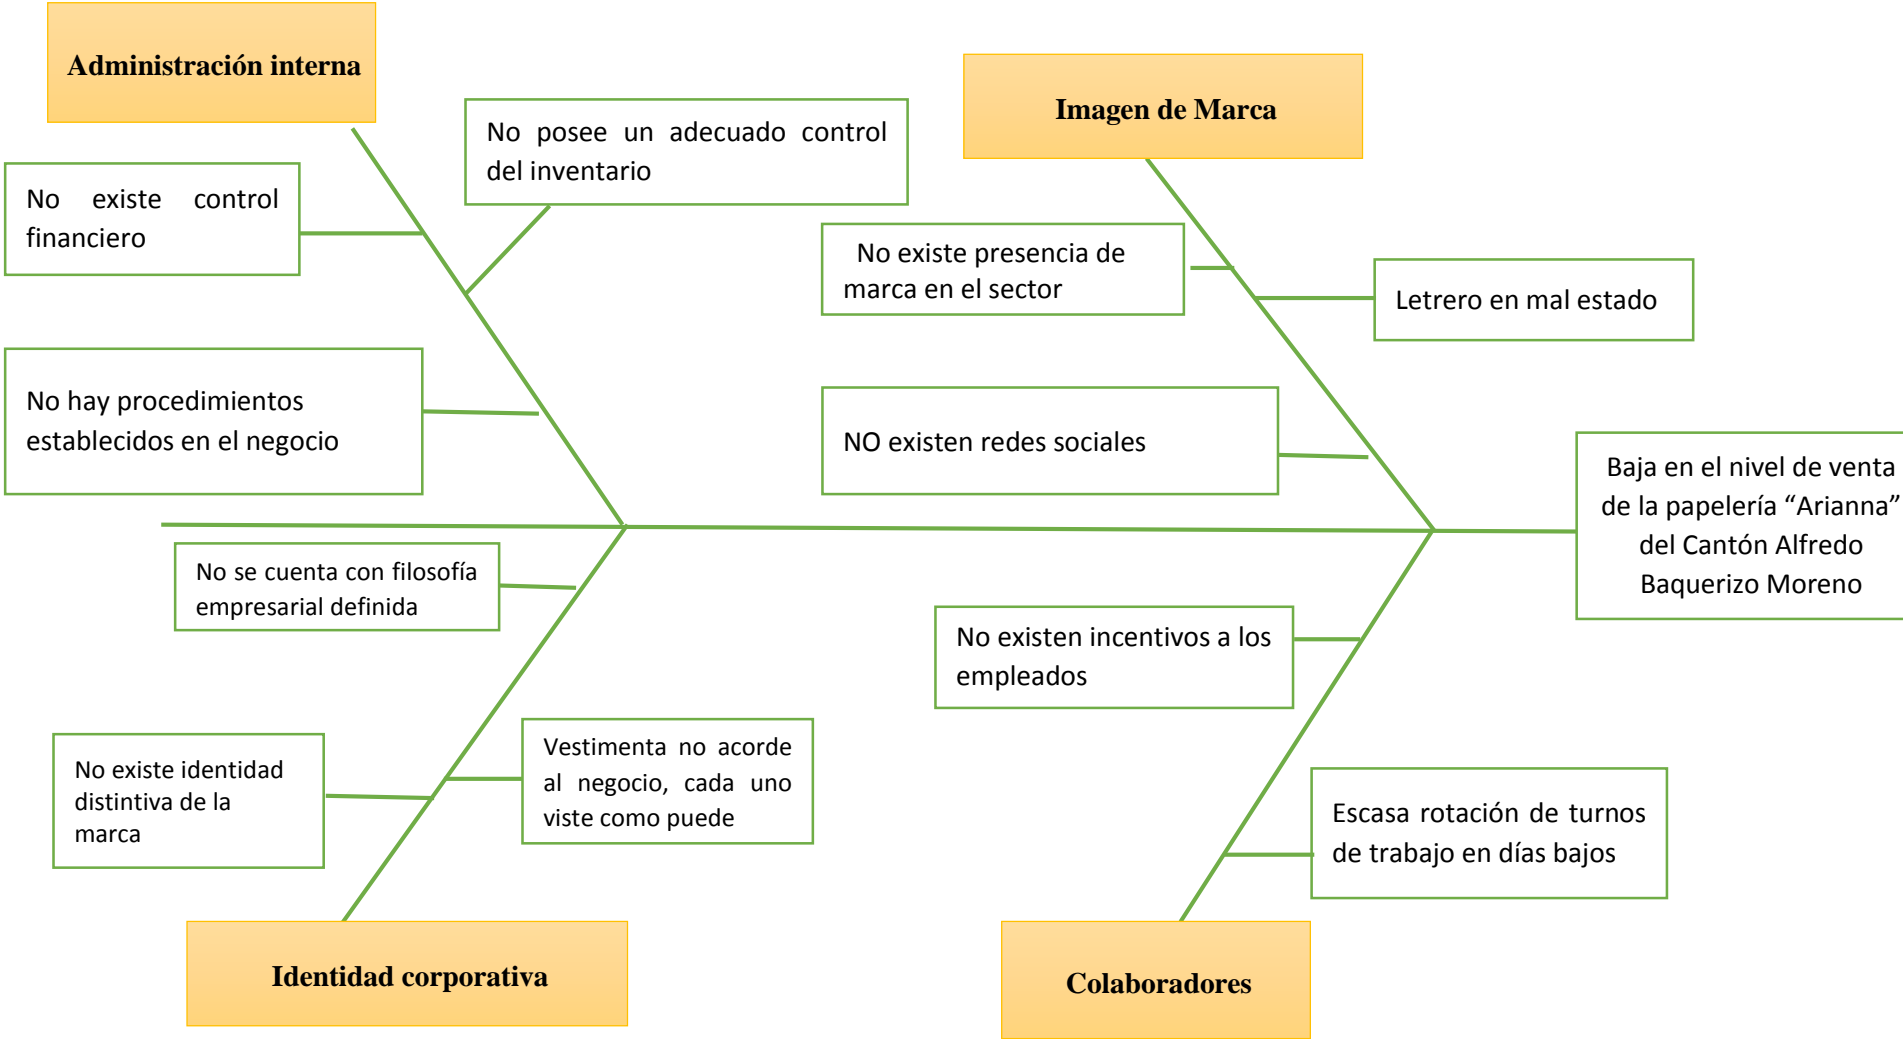 Administración interna
Imagen de Marca
No posee un adecuado control
del inventario
No existe control
financiero
No existe presencia de
marca en el sector
Letrero en mal estado
No hay procedimientos
establecidos en el negocio
NO existen redes sociales
Baja en el nivel de venta
de la papelería “Arianna”
del Cantón Alfredo
Baquerizo Moreno
No se cuenta con filosofía
empresarial definida
No existen incentivos a los
empleados
No existe identidad
distintiva de la
marca
Vestimenta no acorde
al negocio, cada uno
viste como puede
Escasa rotación de turnos
de trabajo en días bajos
Identidad corporativa
Colaboradores